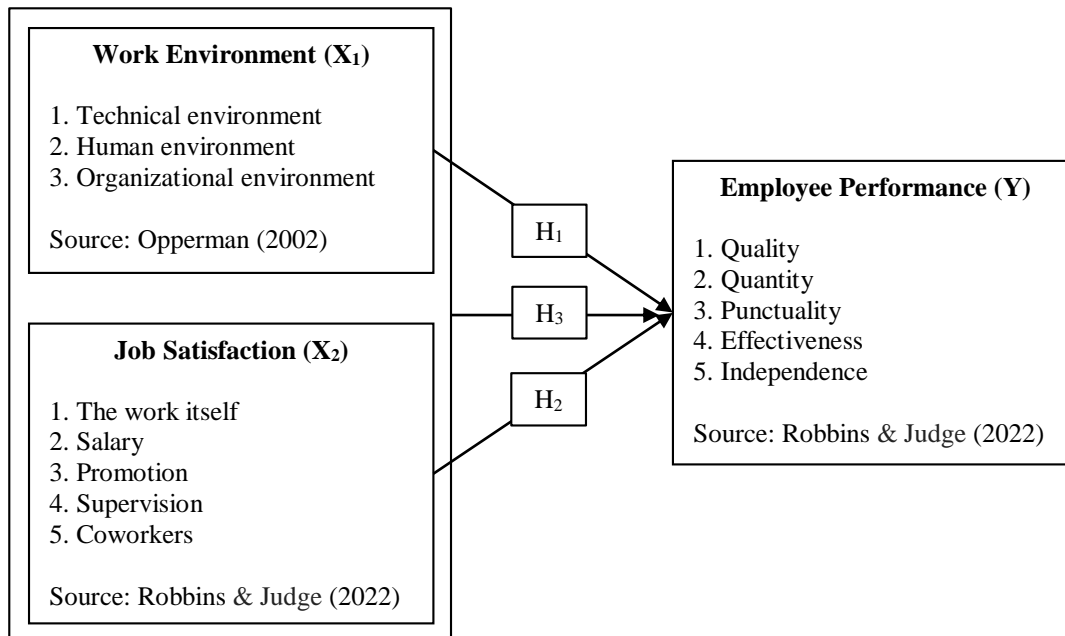 Work Environment (X₁)
1. Technical environment
2. Human environment
3. Organizational environment
Source: Opperman (2002)
Job Satisfaction (X₂)
1. The work itself
2. Salary
3. Promotion
4. Supervision
5. Coworkers
Source: Robbins & Judge (2022)
H₁
H₃
H₂
Employee Performance (Y)
1. Quality
2. Quantity
3. Punctuality
4. Effectiveness
5. Independence
Source: Robbins & Judge (2022)